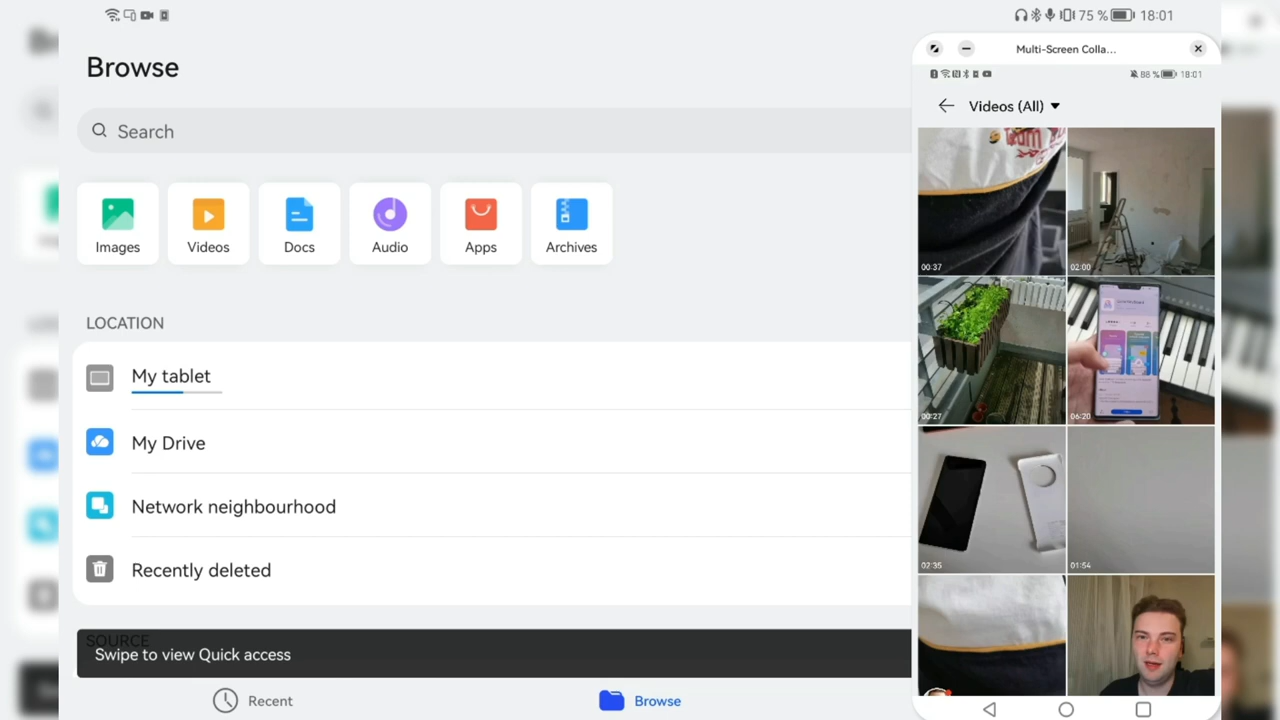 75 % 18:01
Browse
Search
Images
Videos
Docs
Audio
Apps
Archives
LOCATION
My tablet
My Drive
Network neighbourhood
Recently deleted
SOURCE
Swipe to view Quick access
Recent
Browse
Multi-Screen Colla...
88 % 18:01
Videos (All)
00:37
02:00
00:27
06:20
02:35
01:54